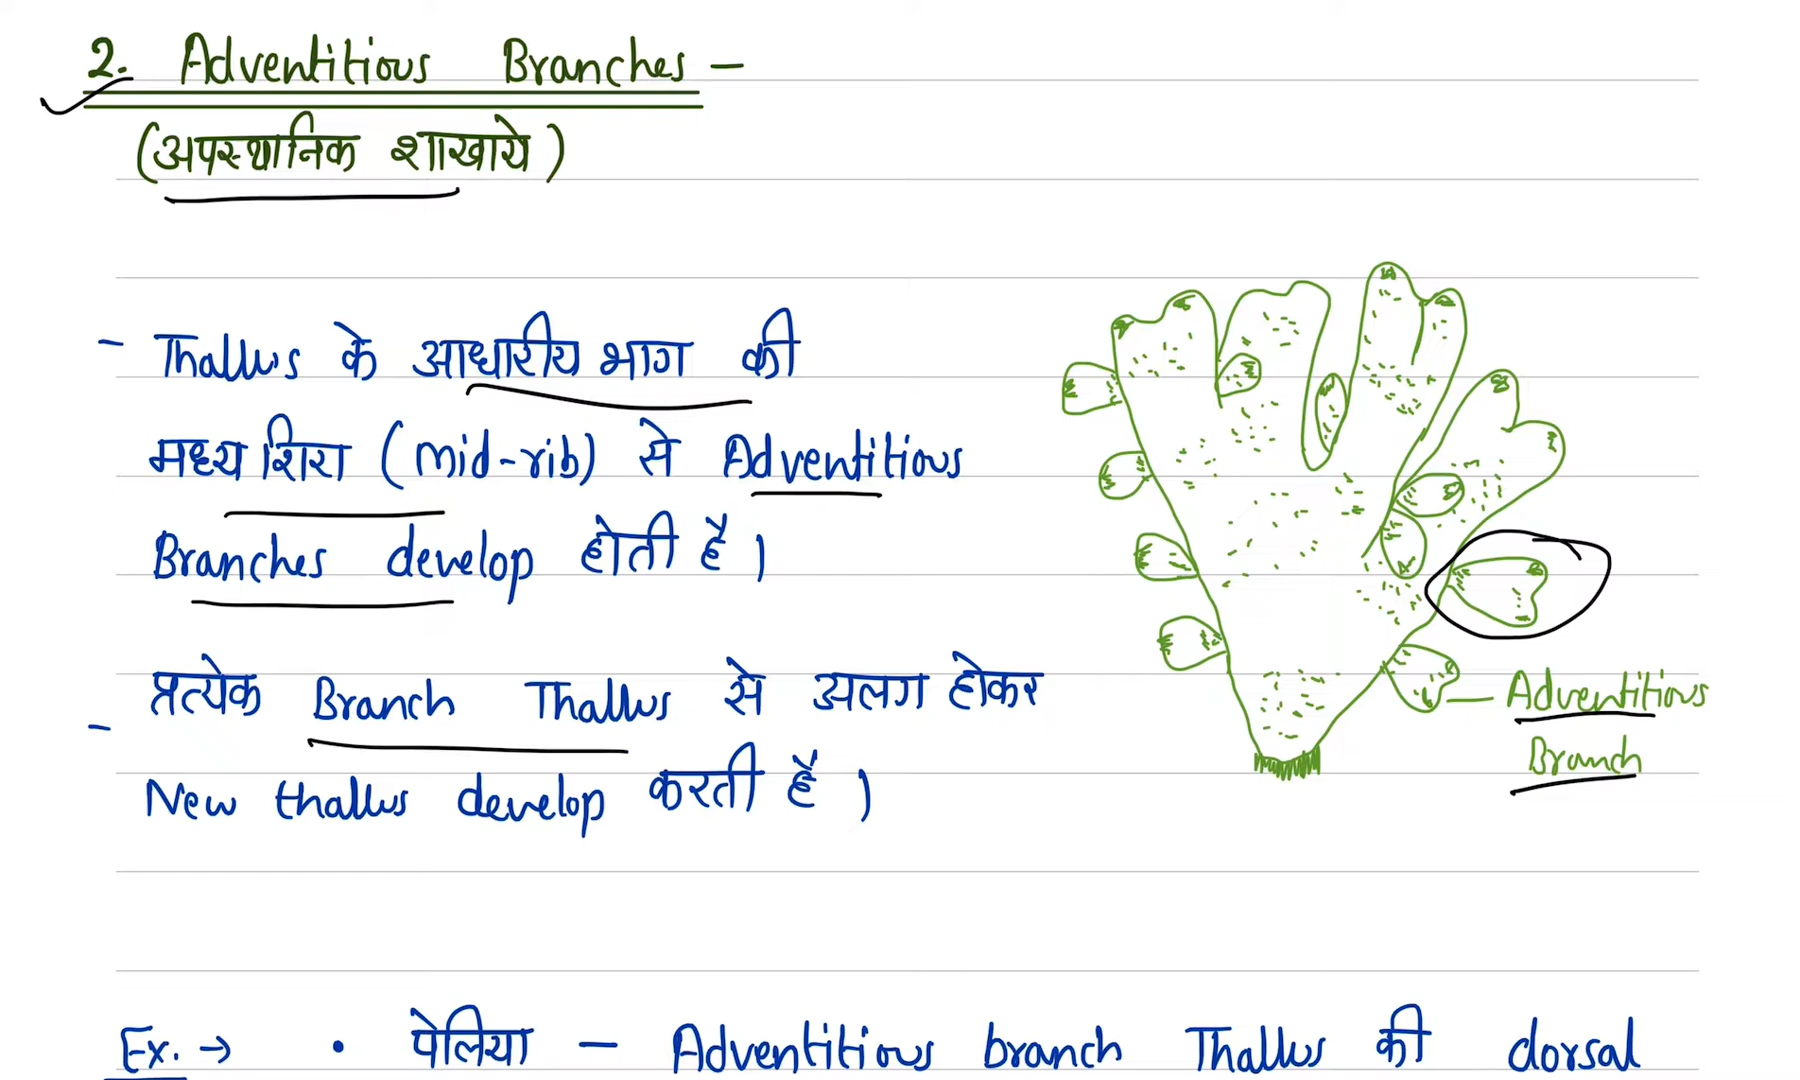 2. Adventitious Branches –
(अपस्थानिक शाखाये)
- Thallus के आधारीय भाग की
मध्य शिरा (mid-rib) से Adventitious
Branches develop होती है।
- प्रत्येक Branch Thallus से अलग होकर
New thallus develop करती है।
Adventitious
Branch
Ex. → • पेलिया – Adventitious branch Thallus की dorsal